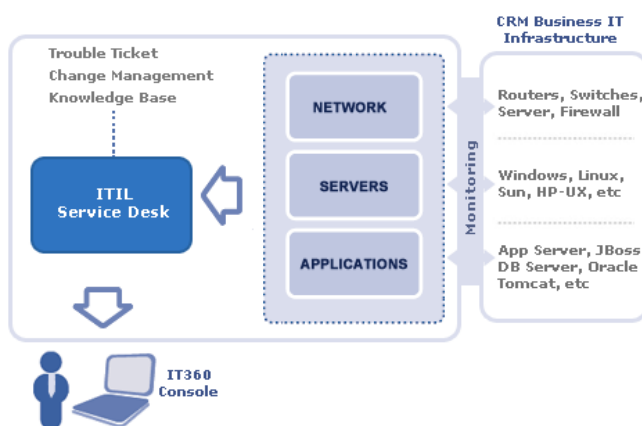 CRM Business IT
Infrastructure
Trouble Ticket
Change Management
Knowledge Base
ITIL
Service Desk
NETWORK
SERVERS
APPLICATIONS
Monitoring
Routers, Switches,
Server, Firewall
Windows, Linux,
Sun, HP-UX, etc
App Server, JBoss
DB Server, Oracle
Tomcat, etc
IT360
Console